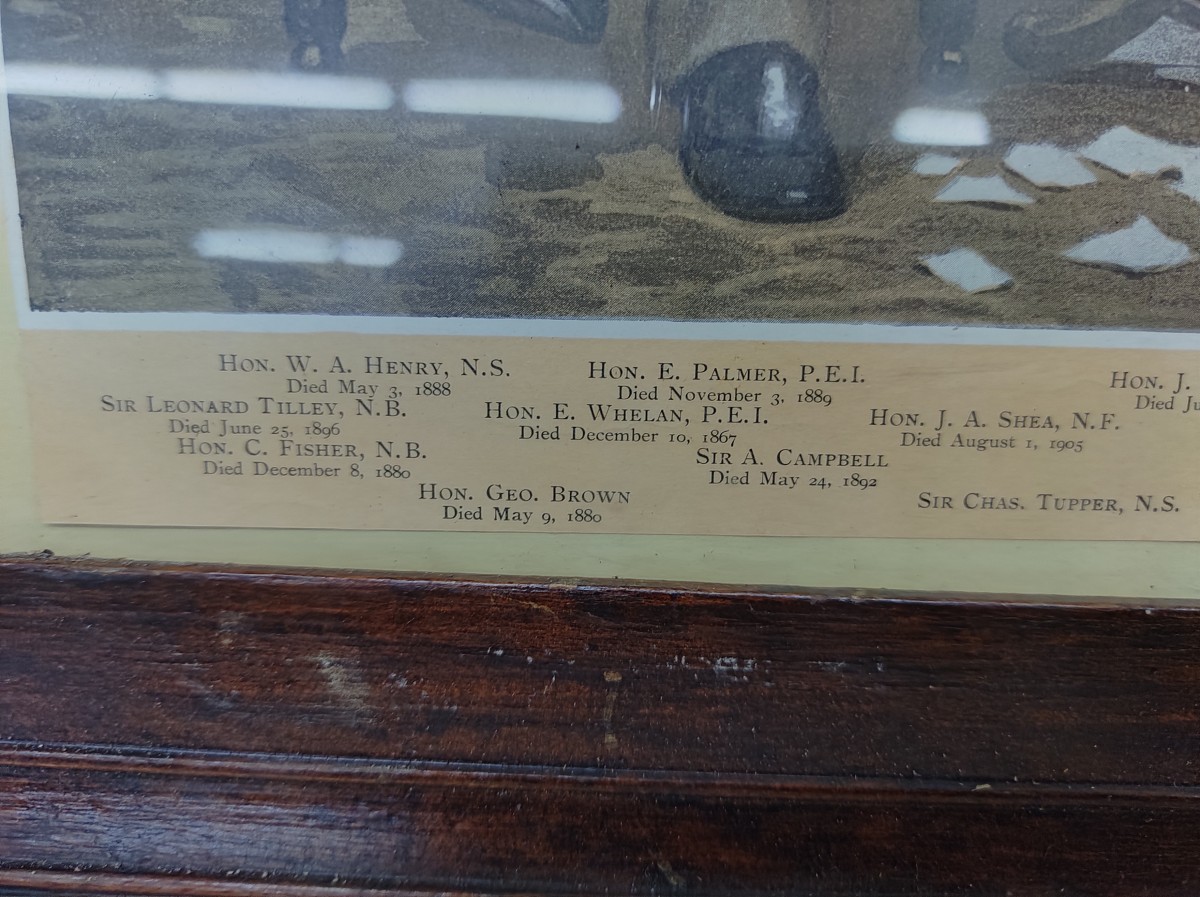 HON. W. A. HENRY, N.S.
Died May 3, 1888
HON. E. PALMER, P.E.I.
Died November 3, 1889
HON. J.
Died
SIR LEONARD TILLEY, N.B.
Died June 25, 1896
HON. E. WHELAN, P.E.I.
Died December 10, 1867
HON. J. A. SHEA, N.F.
Died August 1, 1905
HON. C. FISHER, N.B.
Died December 8, 1880
SIR A. CAMPBELL
Died May 24, 1892
HON. GEO. BROWN
Died May 9, 1880
SIR CHAS. TUPPER, N.S.